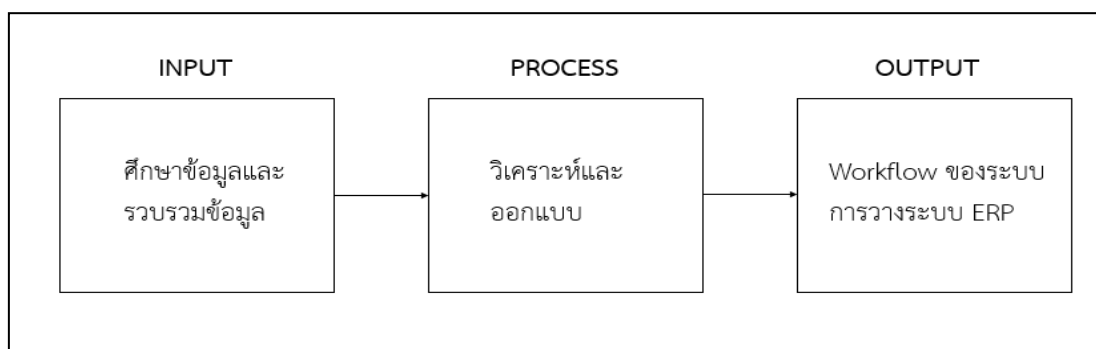 INPUT
PROCESS
OUTPUT
ศึกษาข้อมูลและ
รวบรวมข้อมูล
วิเคราะห์และ
ออกแบบ
Workflow ของระบบ
การวางระบบ ERP